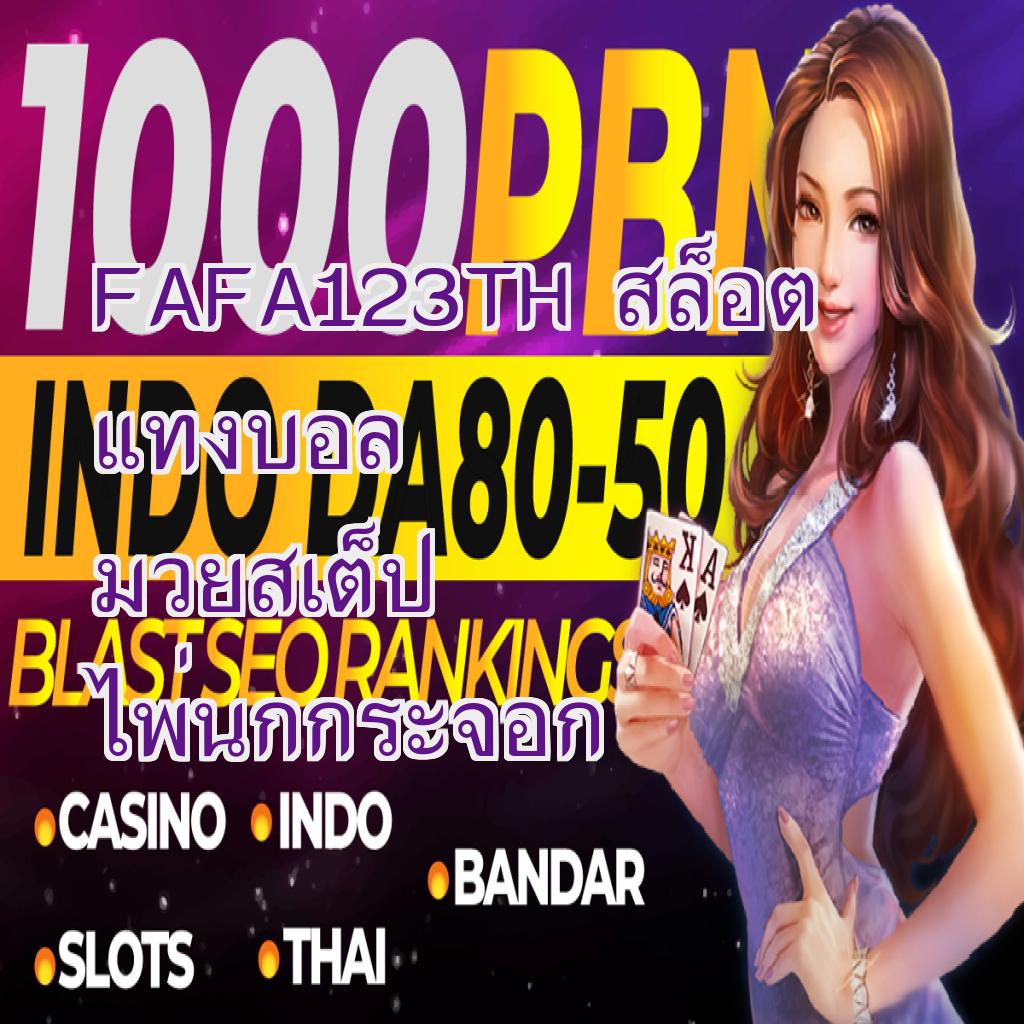 1000PBN
FAFA123TH สล็อต
INDO DA80-50
แทงบอล
มวยสเต็ป
BLAST SEO RANKINGS
ไพ่นกกระจอก
CASINO
INDO
BANDAR
SLOTS
THAI
K A